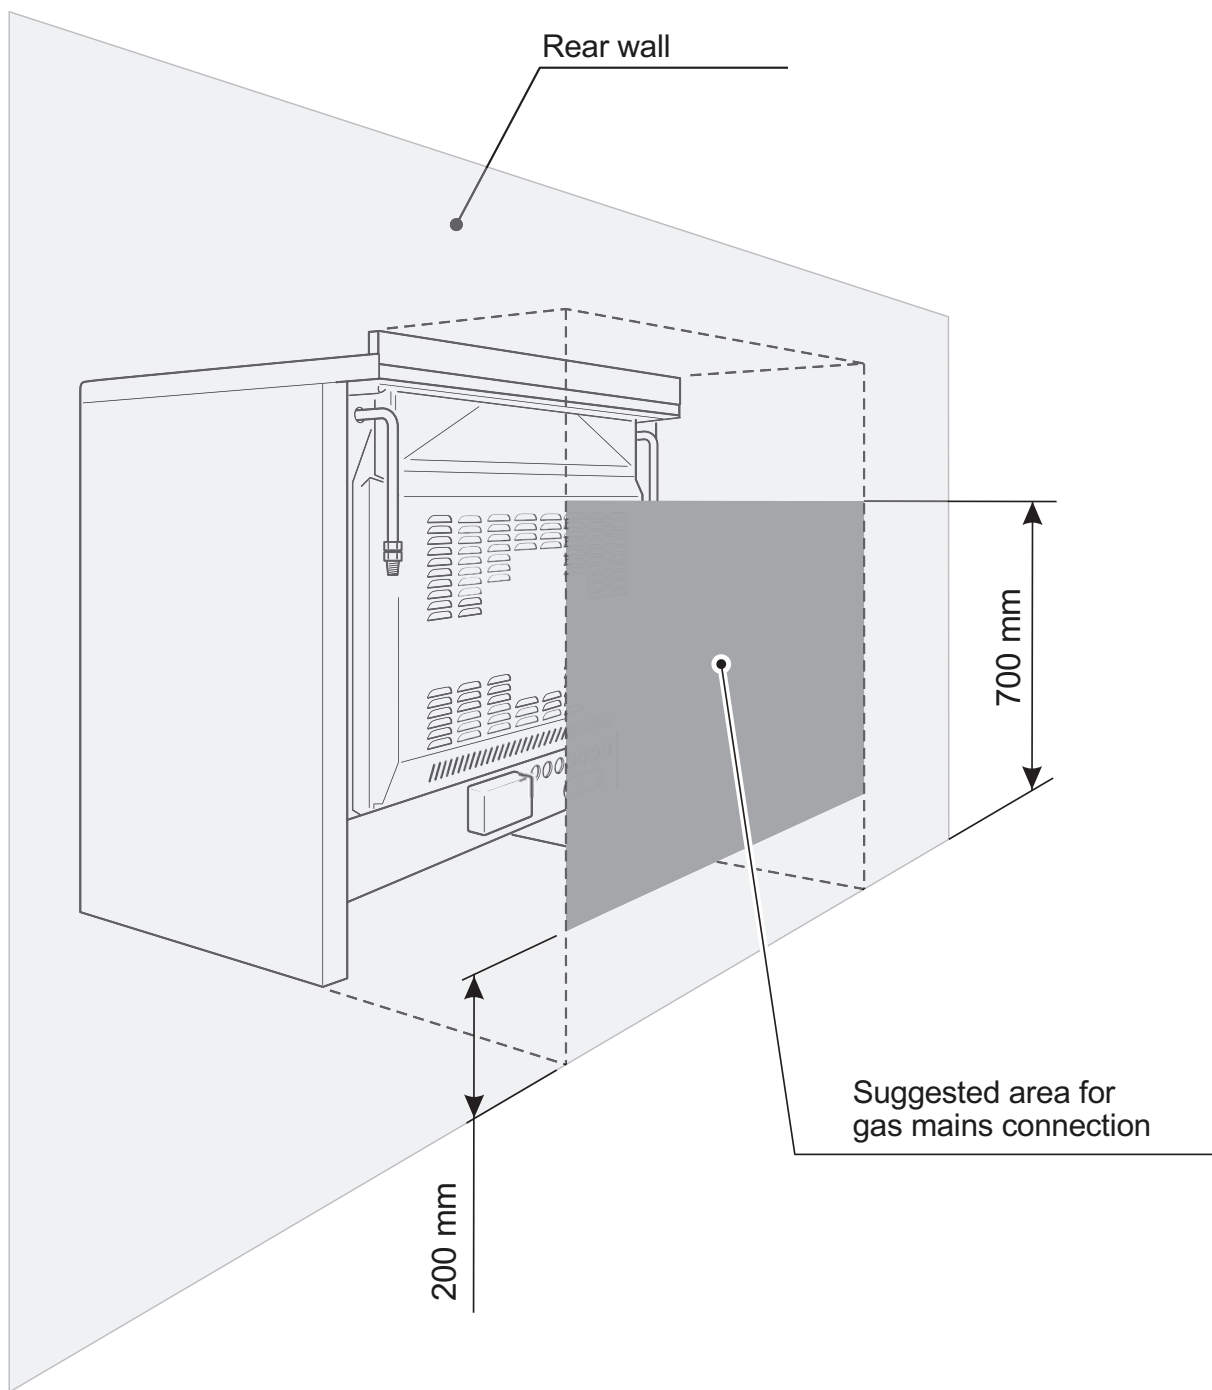 Rear wall
700 mm
Suggested area for
gas mains connection
200 mm